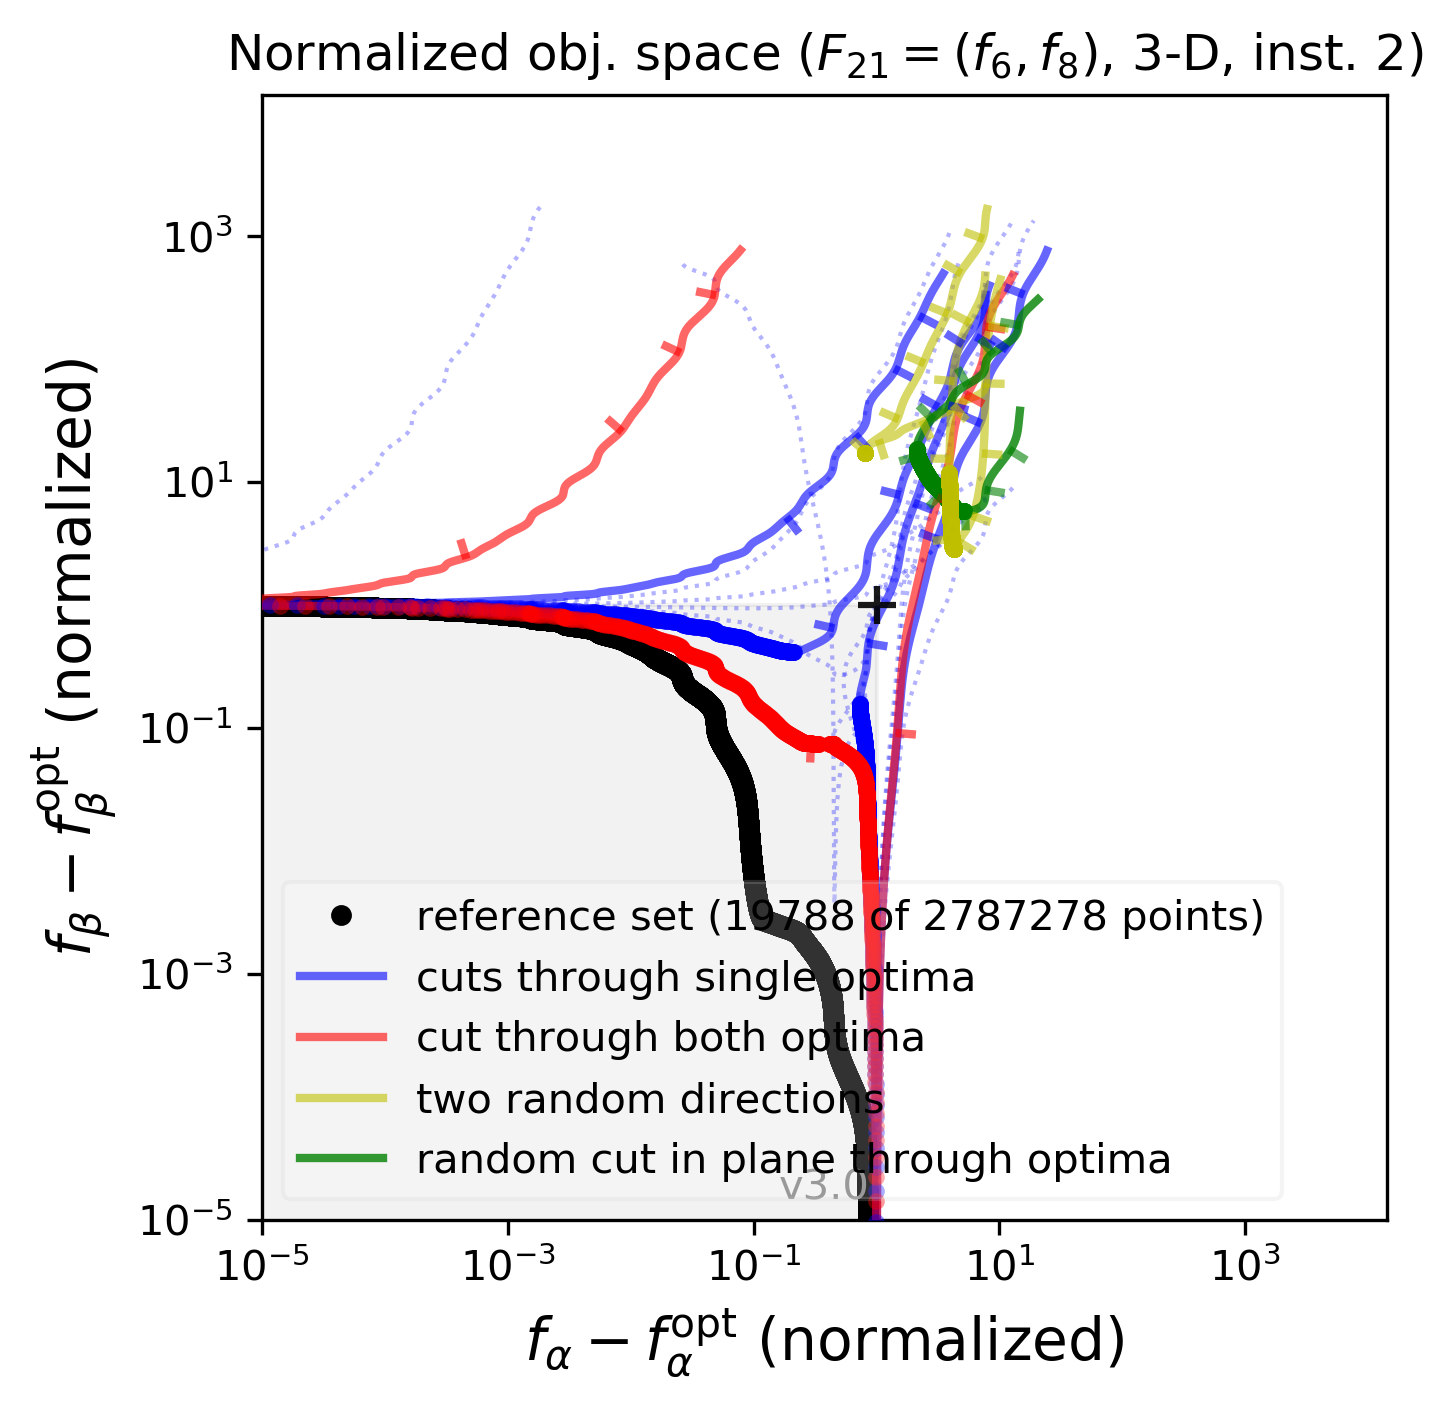 Normalized obj. space (F₂₁ = (f₆, f₈), 3-D, inst. 2)
10³
10¹
10⁻¹
10⁻³
10⁻⁵
f_β − f_β^opt (normalized)
reference set (19788 of 2787278 points)
cuts through single optima
cut through both optima
two random directions
random cut in plane through optima
v3.0
10⁻⁵ 10⁻³ 10⁻¹ 10¹ 10³
f_α − f_α^opt (normalized)